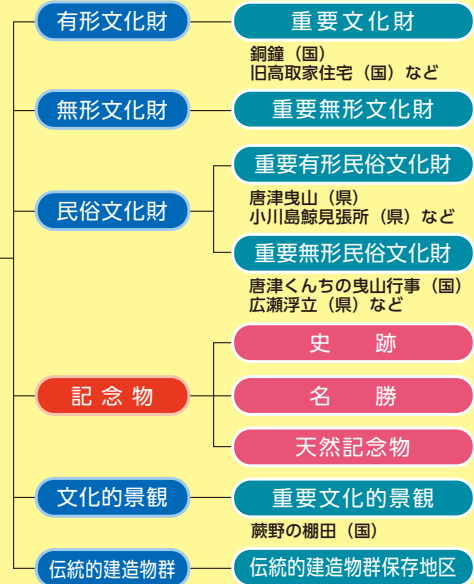 有形文化財
重要文化財
銅鐘（国）
旧高取家住宅（国）など
無形文化財
重要無形文化財
民俗文化財
重要有形民俗文化財
唐津曳山（県）
小川島鯨見張所（県）など
重要無形民俗文化財
唐津くんちの曳山行事（国）
広瀬浮立（県）など
記念物
史　跡
名　勝
天然記念物
文化的景観
重要文化的景観
蕨野の棚田（国）
伝統的建造物群
伝統的建造物群保存地区